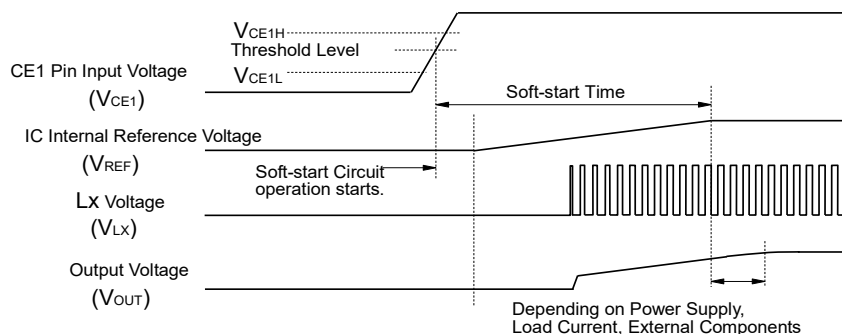 VCE1H
Threshold Level
VCE1L
CE1 Pin Input Voltage
(VCE1)
Soft-start Time
IC Internal Reference Voltage
(VREF)
Soft-start Circuit
operation starts.
Lx Voltage
(VLX)
Output Voltage
(VOUT)
Depending on Power Supply,
Load Current, External Components